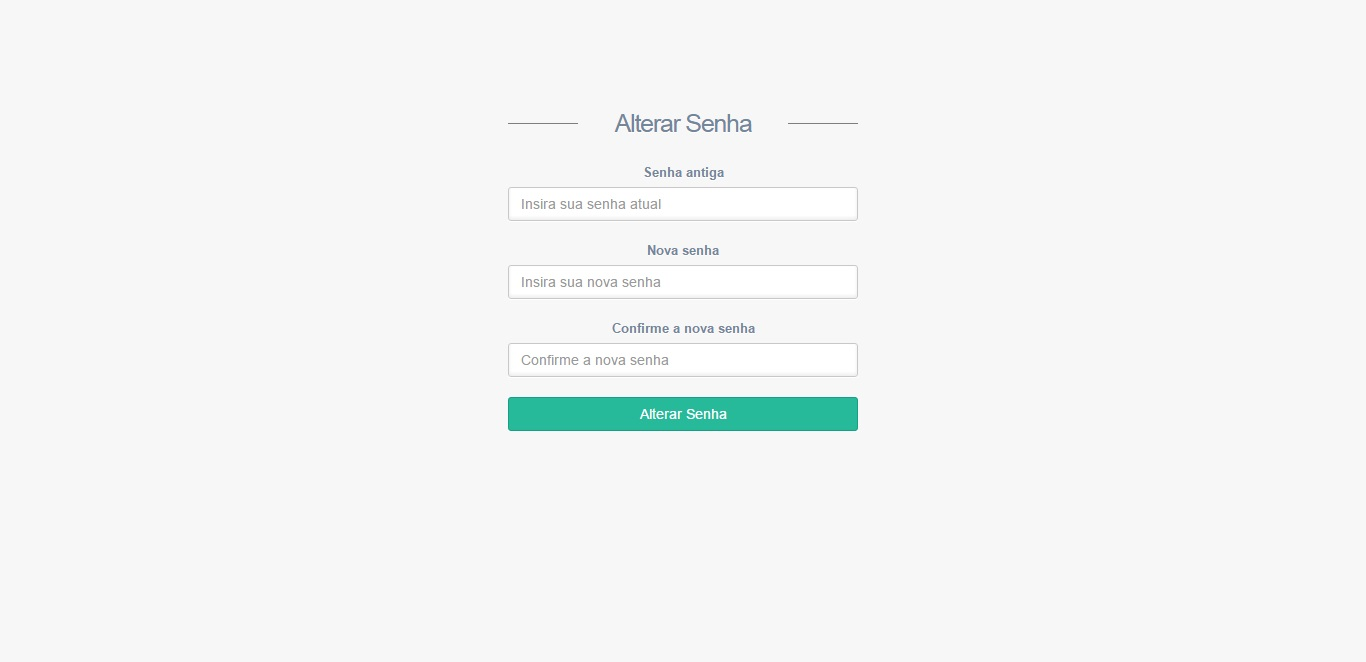 Alterar Senha
Senha antiga
Insira sua senha atual
Nova senha
Insira sua nova senha
Confirme a nova senha
Confirme a nova senha
Alterar Senha